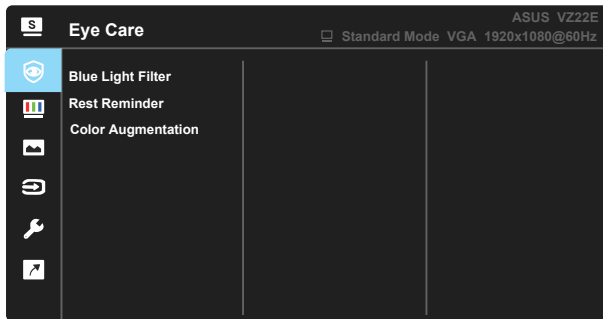 S
Eye Care
ASUS VZ22E
Standard Mode VGA 1920x1080@60Hz
Blue Light Filter
Rest Reminder
Color Augmentation